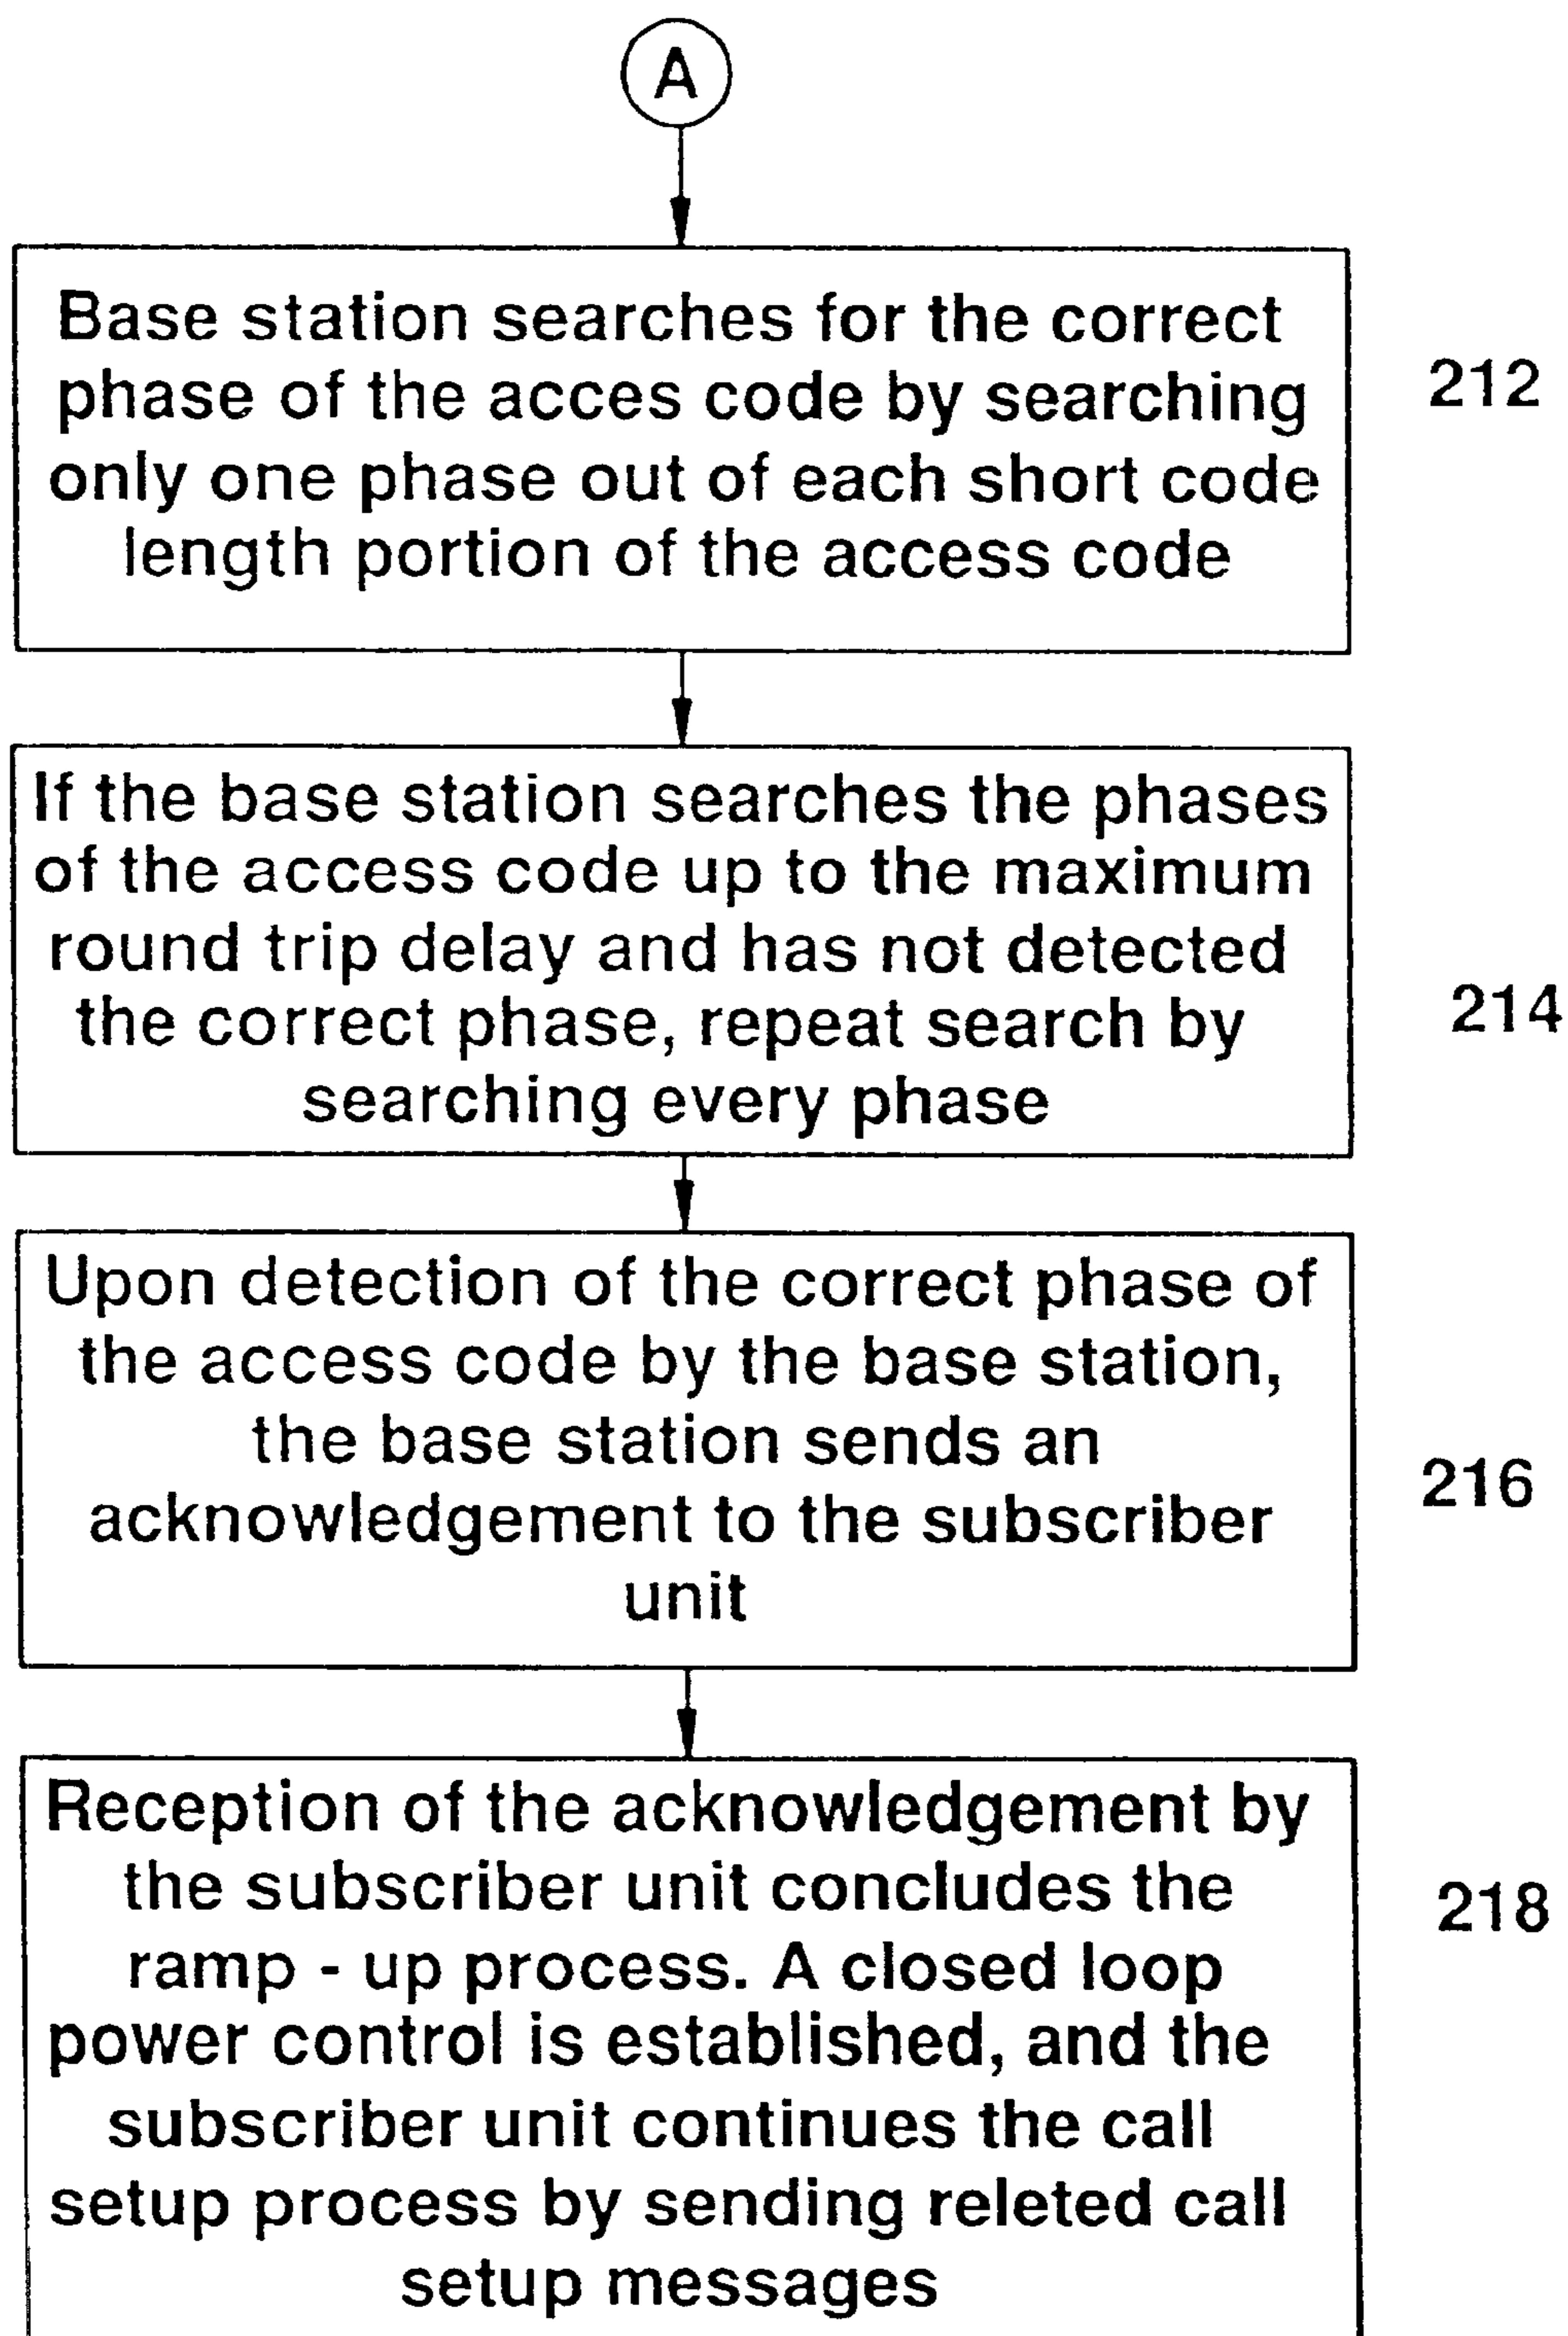 A
Base station searches for the correct
phase of the acces code by searching
only one phase out of each short code
length portion of the access code
212
If the base station searches the phases
of the access code up to the maximum
round trip delay and has not detected
the correct phase, repeat search by
searching every phase
214
Upon detection of the correct phase of
the access code by the base station,
the base station sends an
acknowledgement to the subscriber
unit
216
Reception of the acknowledgement by
the subscriber unit concludes the
ramp - up process. A closed loop
power control is established, and the
subscriber unit continues the call
setup process by sending releted call
setup messages
218